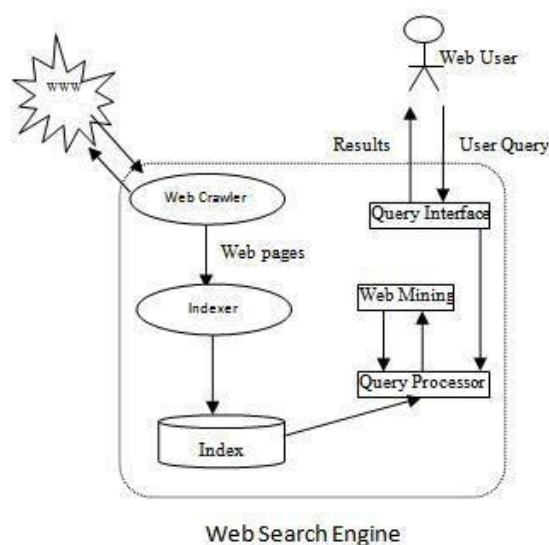 WWW
Web User
Results
User Query
Web Crawler
Query Interface
Web pages
Indexer
Web Mining
Query Processor
Index
Web Search Engine